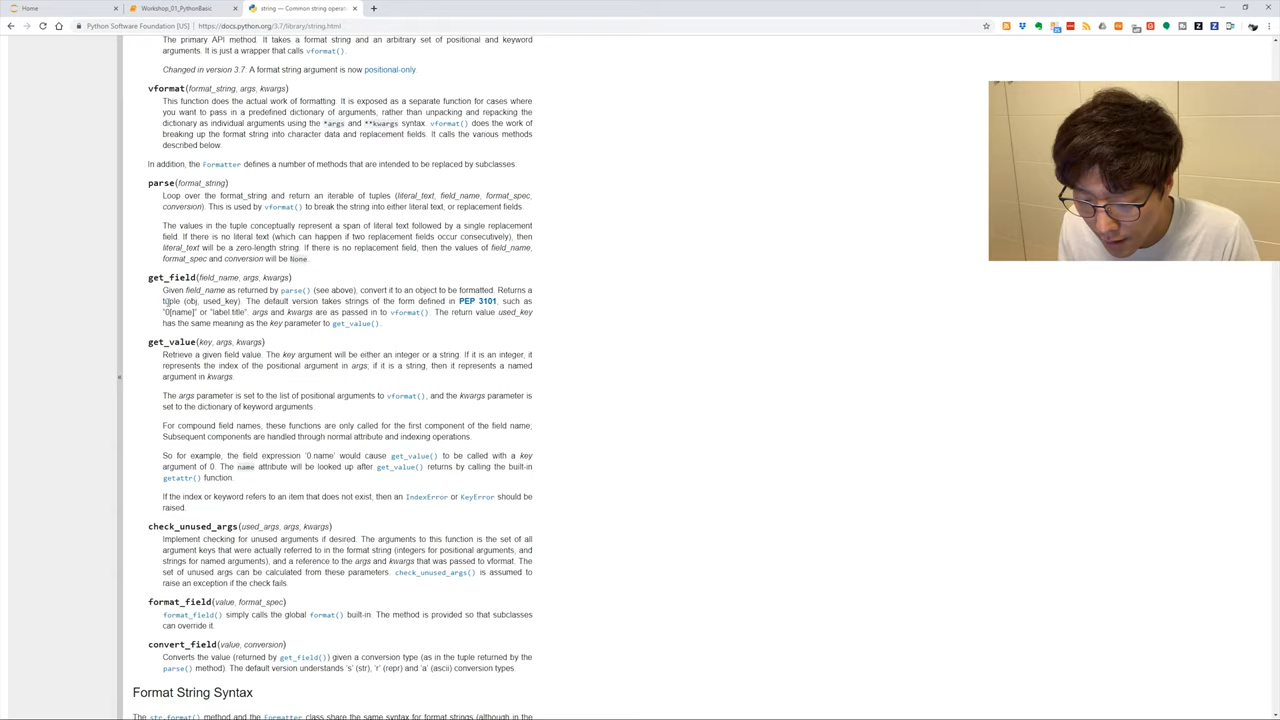 Home
Workshop_01_PythonBasic
string — Common string operat
Python Software Foundation [US]
https://docs.python.org/3.7/library/string.html
The primary API method. It takes a format string and an arbitrary set of positional and keyword
arguments. It is just a wrapper that calls vformat().
Changed in version 3.7: A format string argument is now positional-only.
vformat(format_string, args, kwargs)
This function does the actual work of formatting. It is exposed as a separate function for cases where
you want to pass in a predefined dictionary of arguments, rather than unpacking and repacking the
dictionary as individual arguments using the *args and **kwargs syntax. vformat() does the work of
breaking up the format string into character data and replacement fields. It calls the various methods
described below.
In addition, the Formatter defines a number of methods that are intended to be replaced by subclasses:
parse(format_string)
Loop over the format_string and return an iterable of tuples (literal_text, field_name, format_spec,
conversion). This is used by vformat() to break the string into either literal text, or replacement fields.
The values in the tuple conceptually represent a span of literal text followed by a single replacement
field. If there is no literal text (which can happen if two replacement fields occur consecutively), then
literal_text will be a zero-length string. If there is no replacement field, then the values of field_name,
format_spec and conversion will be None.
get_field(field_name, args, kwargs)
Given field_name as returned by parse() (see above), convert it to an object to be formatted. Returns a
tuple (obj, used_key). The default version takes strings of the form defined in PEP 3101, such as
"0[name]" or "label.title". args and kwargs are as passed in to vformat(). The return value used_key
has the same meaning as the key parameter to get_value().
get_value(key, args, kwargs)
Retrieve a given field value. The key argument will be either an integer or a string. If it is an integer, it
represents the index of the positional argument in args; if it is a string, then it represents a named
argument in kwargs.
The args parameter is set to the list of positional arguments to vformat(), and the kwargs parameter is
set to the dictionary of keyword arguments.
For compound field names, these functions are only called for the first component of the field name;
Subsequent components are handled through normal attribute and indexing operations.
So for example, the field expression '0.name' would cause get_value() to be called with a key
argument of 0. The name attribute will be looked up after get_value() returns by calling the built-in
getattr() function.
If the index or keyword refers to an item that does not exist, then an IndexError or KeyError should be
raised.
check_unused_args(used_args, args, kwargs)
Implement checking for unused arguments if desired. The arguments to this function is the set of all
argument keys that were actually referred to in the format string (integers for positional arguments, and
strings for named arguments), and a reference to the args and kwargs that was passed to vformat. The
set of unused args can be calculated from these parameters. check_unused_args() is assumed to
raise an exception if the check fails.
format_field(value, format_spec)
format_field() simply calls the global format() built-in. The method is provided so that subclasses
can override it.
convert_field(value, conversion)
Converts the value (returned by get_field()) given a conversion type (as in the tuple returned by the
parse() method). The default version understands 's' (str), 'r' (repr) and 'a' (ascii) conversion types.
Format String Syntax
The str.format() method and the Formatter class share the same syntax for format strings (although in the